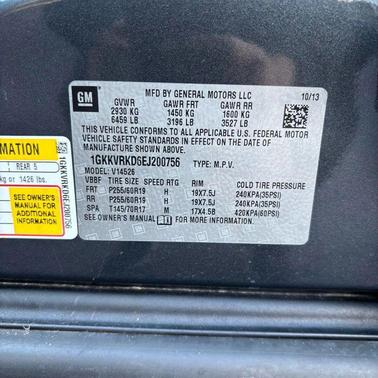 GM
MFD BY GENERAL MOTORS LLC
10/13
GVWR GAWR FRT GAWR RR
2930 KG 1450 KG 1600 KG
6459 LB 3196 LB 3527 LB
THIS VEHICLE CONFORMS TO ALL APPLICABLE U.S. FEDERAL MOTOR
VEHICLE SAFETY STANDARDS IN EFFECT ON THE DATE OF
MANUFACTURE SHOWN ABOVE.
1GKKVRKD6EJ200756 TYPE: M.P.V.
MODEL: V14526
VBBF TIRE SIZE SPEED RTG RIM COLD TIRE PRESSURE
FRT P255/60R19 H 19X7.5J 240KPA(35PSI)
RR P255/60R19 H 19X7.5J 240KPA(35PSI)
SPA T145/70R17 M 17X4.5B 420KPA(60PSI)
SEE OWNER'S MANUAL FOR ADDITIONAL INFORMATION.
MATION
REAR 5
kg or 1426 lbs.
SEE OWNER'S
MANUAL FOR
ADDITIONAL
INFORMATION
1GKKVRKD6EJ200756